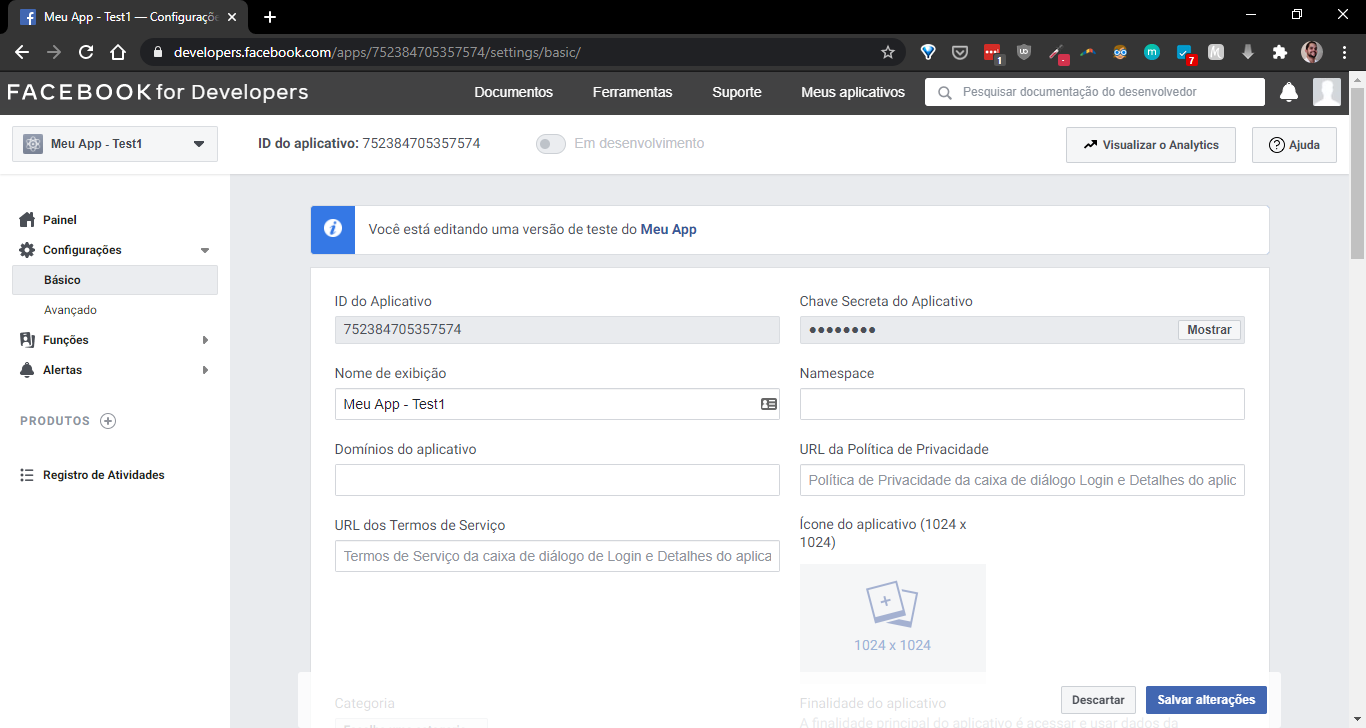 Meu App - Test1 — Configuraçõe
developers.facebook.com/apps/752384705357574/settings/basic/
1
7
FACEBOOK for Developers
Documentos
Ferramentas
Suporte
Meus aplicativos
Pesquisar documentação do desenvolvedor
Meu App - Test1
ID do aplicativo: 752384705357574
Em desenvolvimento
Visualizar o Analytics
Ajuda
Painel
Configurações
Básico
Avançado
Funções
Alertas
PRODUTOS
Registro de Atividades
Você está editando uma versão de teste do Meu App
ID do Aplicativo
752384705357574
Chave Secreta do Aplicativo
●●●●●●●●
Mostrar
Nome de exibição
Meu App - Test1
Namespace
Domínios do aplicativo
URL da Política de Privacidade
Política de Privacidade da caixa de diálogo Login e Detalhes do aplic
URL dos Termos de Serviço
Termos de Serviço da caixa de diálogo de Login e Detalhes do aplica
Ícone do aplicativo (1024 x
1024)
1024 x 1024
Categoria
Finalidade do aplicativo
A finalidade principal do aplicativo é acessar e usar dados da
Descartar
Salvar alterações